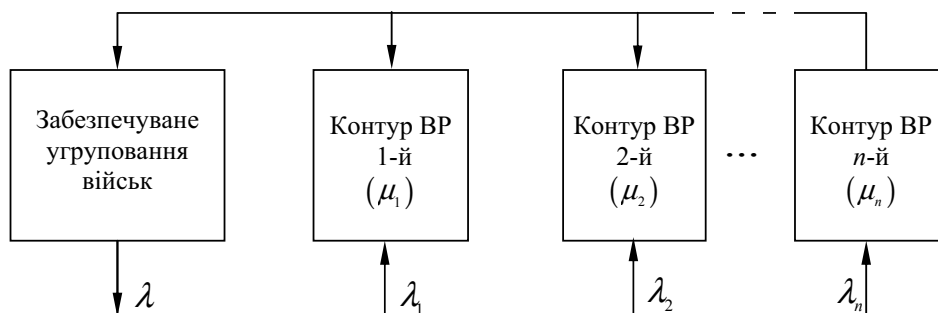 Забезпечуване
угруповання
військ
Контур ВР
1-й
(μ₁)
Контур ВР
2-й
(μ₂)
...
Контур ВР
n-й
(μₙ)
λ
λ₁
λ₂
λₙ